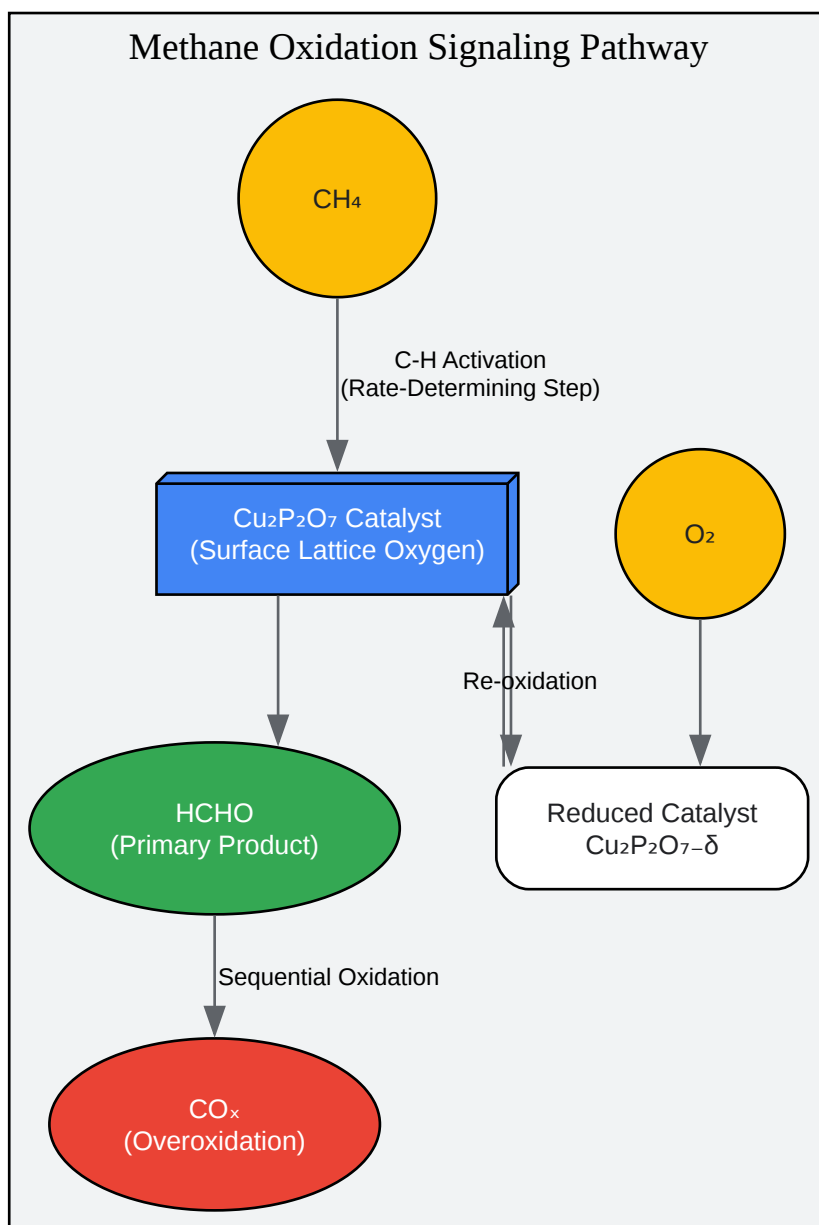 Methane Oxidation Signaling Pathway
CH₄
C-H Activation
(Rate-Determining Step)
Cu₂P₂O₇ Catalyst
(Surface Lattice Oxygen)
O₂
Re-oxidation
HCHO
(Primary Product)
Reduced Catalyst
Cu₂P₂O₇₋δ
Sequential Oxidation
COₓ
(Overoxidation)